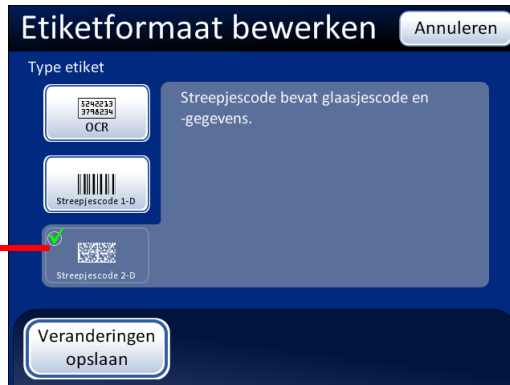 Etiketformaat bewerken
Annuleren
Type etiket
5242213
3798234
OCR
Streepjescode bevat glaasjescode en
-gegevens.
Streepjescode 1-D
Streepjescode 2-D
Veranderingen
opslaan